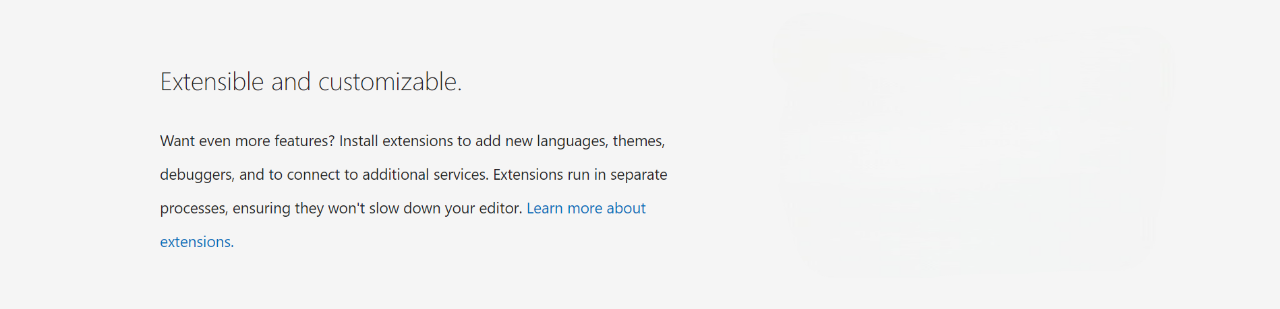 Extensible and customizable.
Want even more features? Install extensions to add new languages, themes,
debuggers, and to connect to additional services. Extensions run in separate
processes, ensuring they won't slow down your editor. Learn more about
extensions.